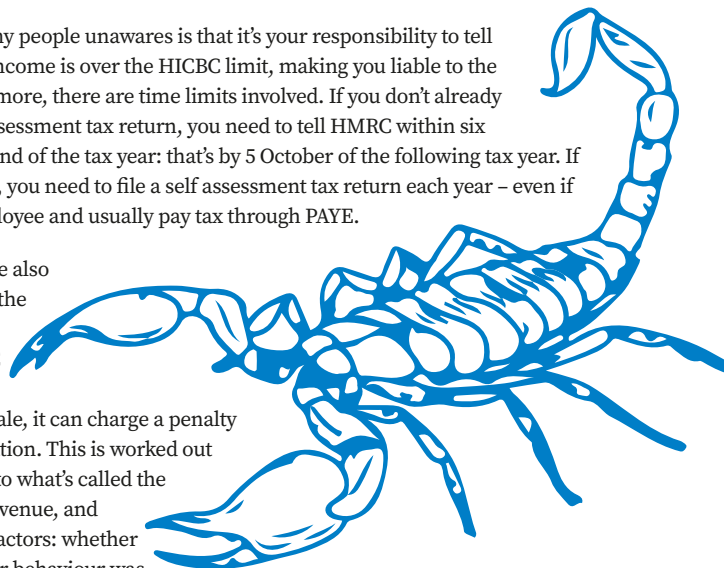 ny people unawares is that it's your responsibility to tell
ncome is over the HICBC limit, making you liable to the
more, there are time limits involved. If you don't already
ssessment tax return, you need to tell HMRC within six
nd of the tax year: that's by 5 October of the following tax year. If
, you need to file a self assessment tax return each year – even if
loyee and usually pay tax through PAYE.
e also
the
ale, it can charge a penalty
tion. This is worked out
to what's called the
venue, and
actors: whether
r behaviour was